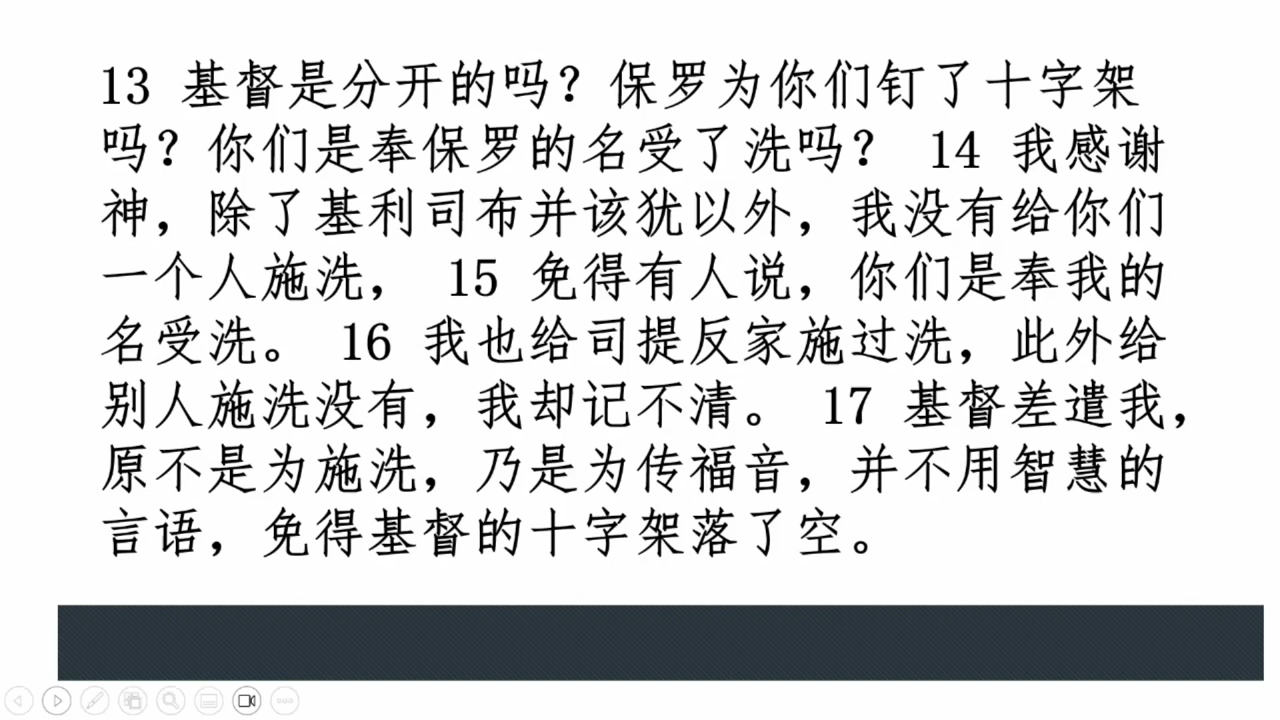 13 基督是分开的吗？保罗为你们钉了十字架
吗？你们是奉保罗的名受了洗吗？ 14 我感谢
神，除了基利司布并该犹以外，我没有给你们
一个人施洗， 15 免得有人说，你们是奉我的
名受洗。 16 我也给司提反家施过洗，此外给
别人施洗没有，我却记不清。 17 基督差遣我，
原不是为施洗，乃是为传福音，并不用智慧的
言语，免得基督的十字架落了空。